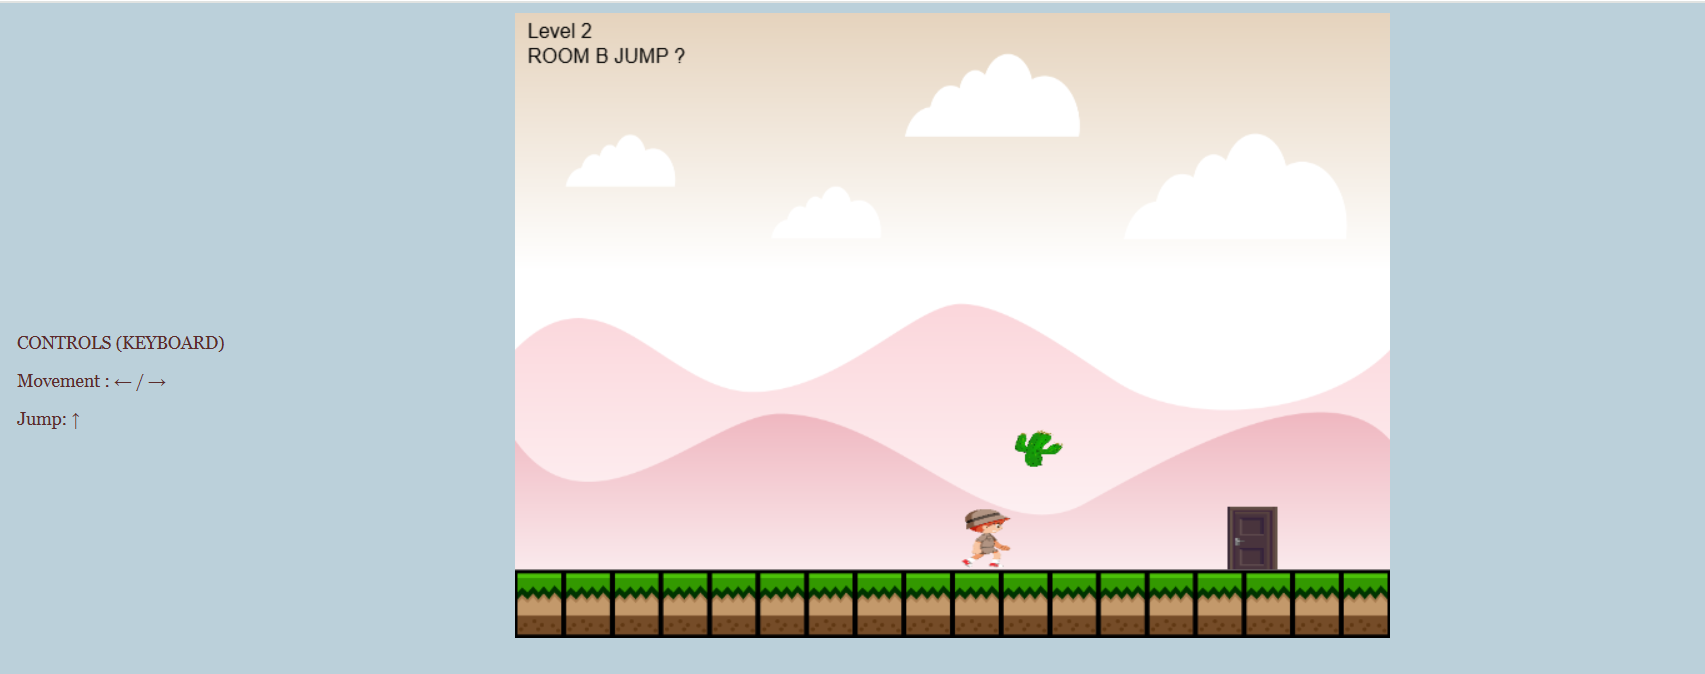 Level 2
ROOM B JUMP ?
CONTROLS (KEYBOARD)
Movement : ← / →
Jump: ↑